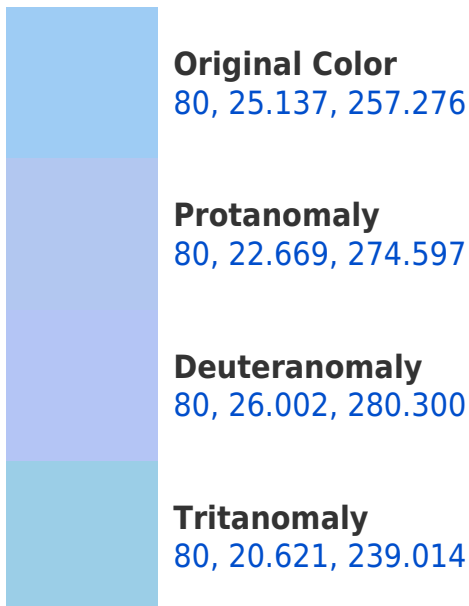 Original Color
80, 25.137, 257.276
Protanomaly
80, 22.669, 274.597
Deuteranomaly
80, 26.002, 280.300
Tritanomaly
80, 20.621, 239.014